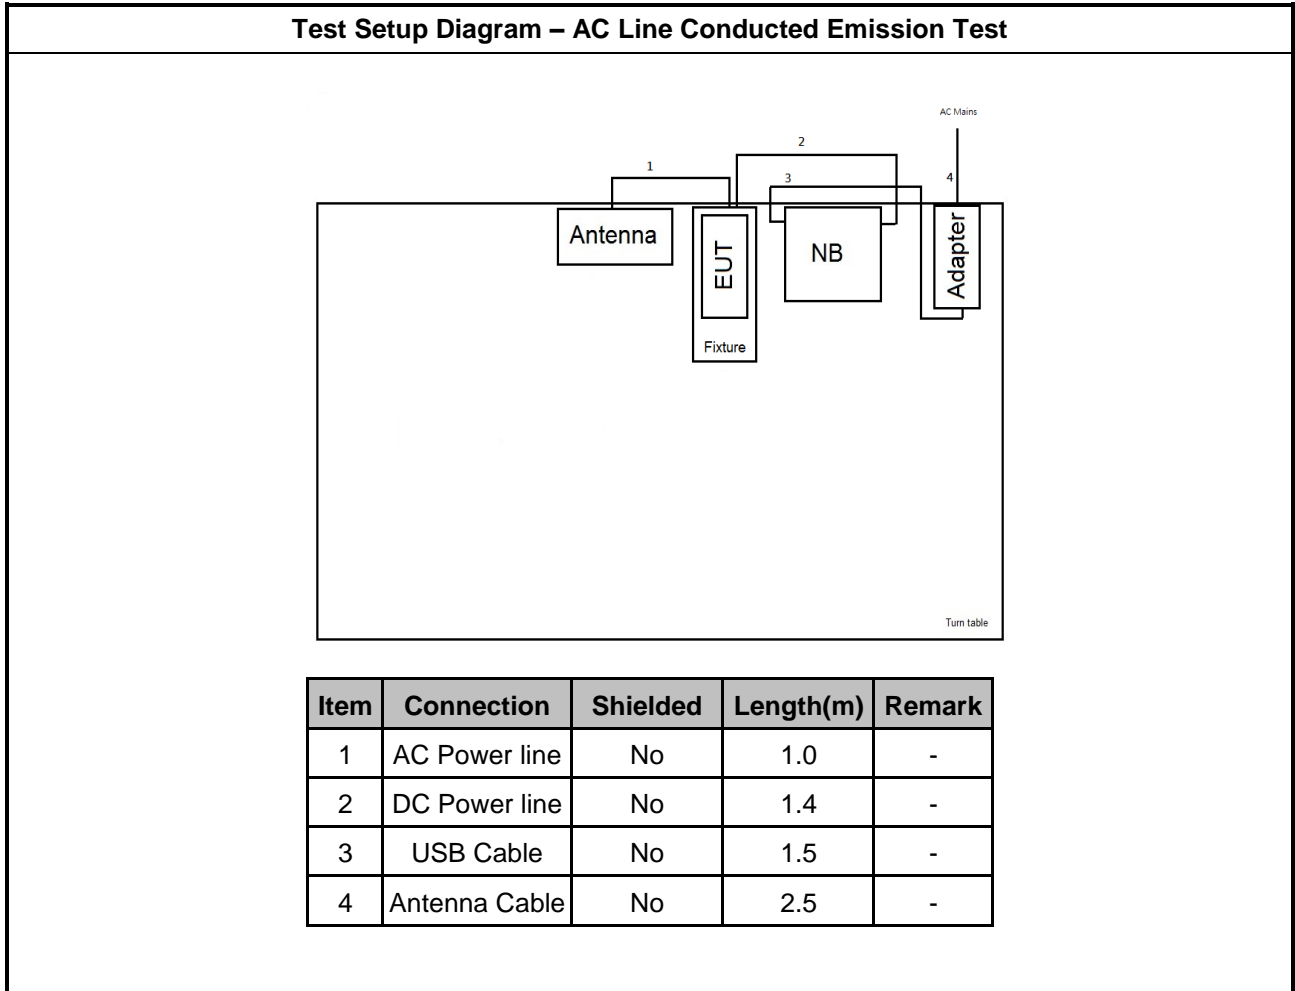 Test Setup Diagram – AC Line Conducted Emission Test
AC Mains
2
1
3
4
Antenna
EUT
NB
Adapter
Fixture
Turn table
Item Connection Shielded Length(m) Remark
1 AC Power line No 1.0 -
2 DC Power line No 1.4 -
3 USB Cable No 1.5 -
4 Antenna Cable No 2.5 -